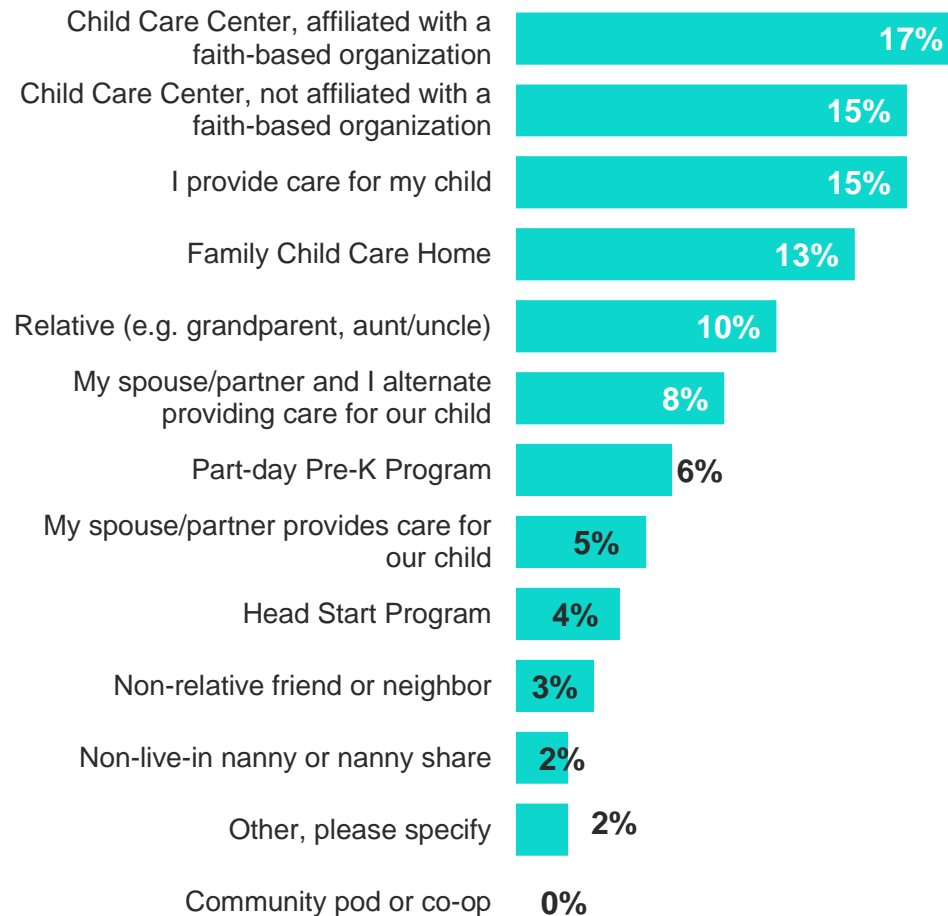 Child Care Center, affiliated with a
faith-based organization
17%
Child Care Center, not affiliated with a
faith-based organization
15%
I provide care for my child
15%
Family Child Care Home
13%
Relative (e.g. grandparent, aunt/uncle)
10%
My spouse/partner and I alternate
providing care for our child
8%
Part-day Pre-K Program
6%
My spouse/partner provides care for
our child
5%
Head Start Program
4%
Non-relative friend or neighbor
3%
Non-live-in nanny or nanny share
2%
Other, please specify
2%
Community pod or co-op
0%